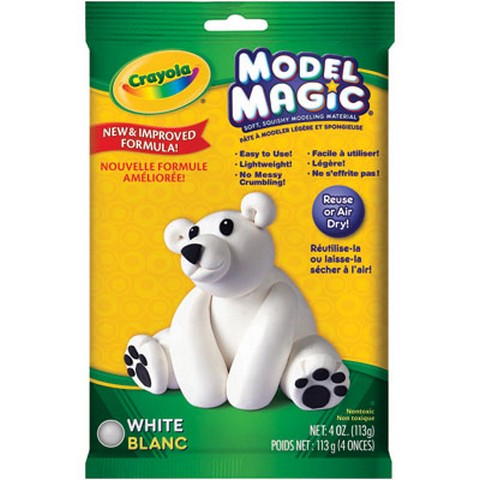 Crayola
MODEL
MAGIC®
SOFT, SQUISHY MODELING MATERIAL
PÂTE À MODELER LÉGÈRE ET SPONGIEUSE
NEW & IMPROVED
FORMULA!
NOUVELLE FORMULE
AMÉLIORÉE!
• Easy to Use!
• Lightweight!
• No Messy
Crumbling!
• Facile à utiliser!
• Légère!
• Ne s'effrite pas!
Reuse
or Air
Dry!
Réutilise-la
ou laisse-la
sécher à l'air!
WHITE
BLANC
Nontoxic
Non toxique
NET: 4 OZ. (113g)
POIDS NET : 113 g (4 ONCES)